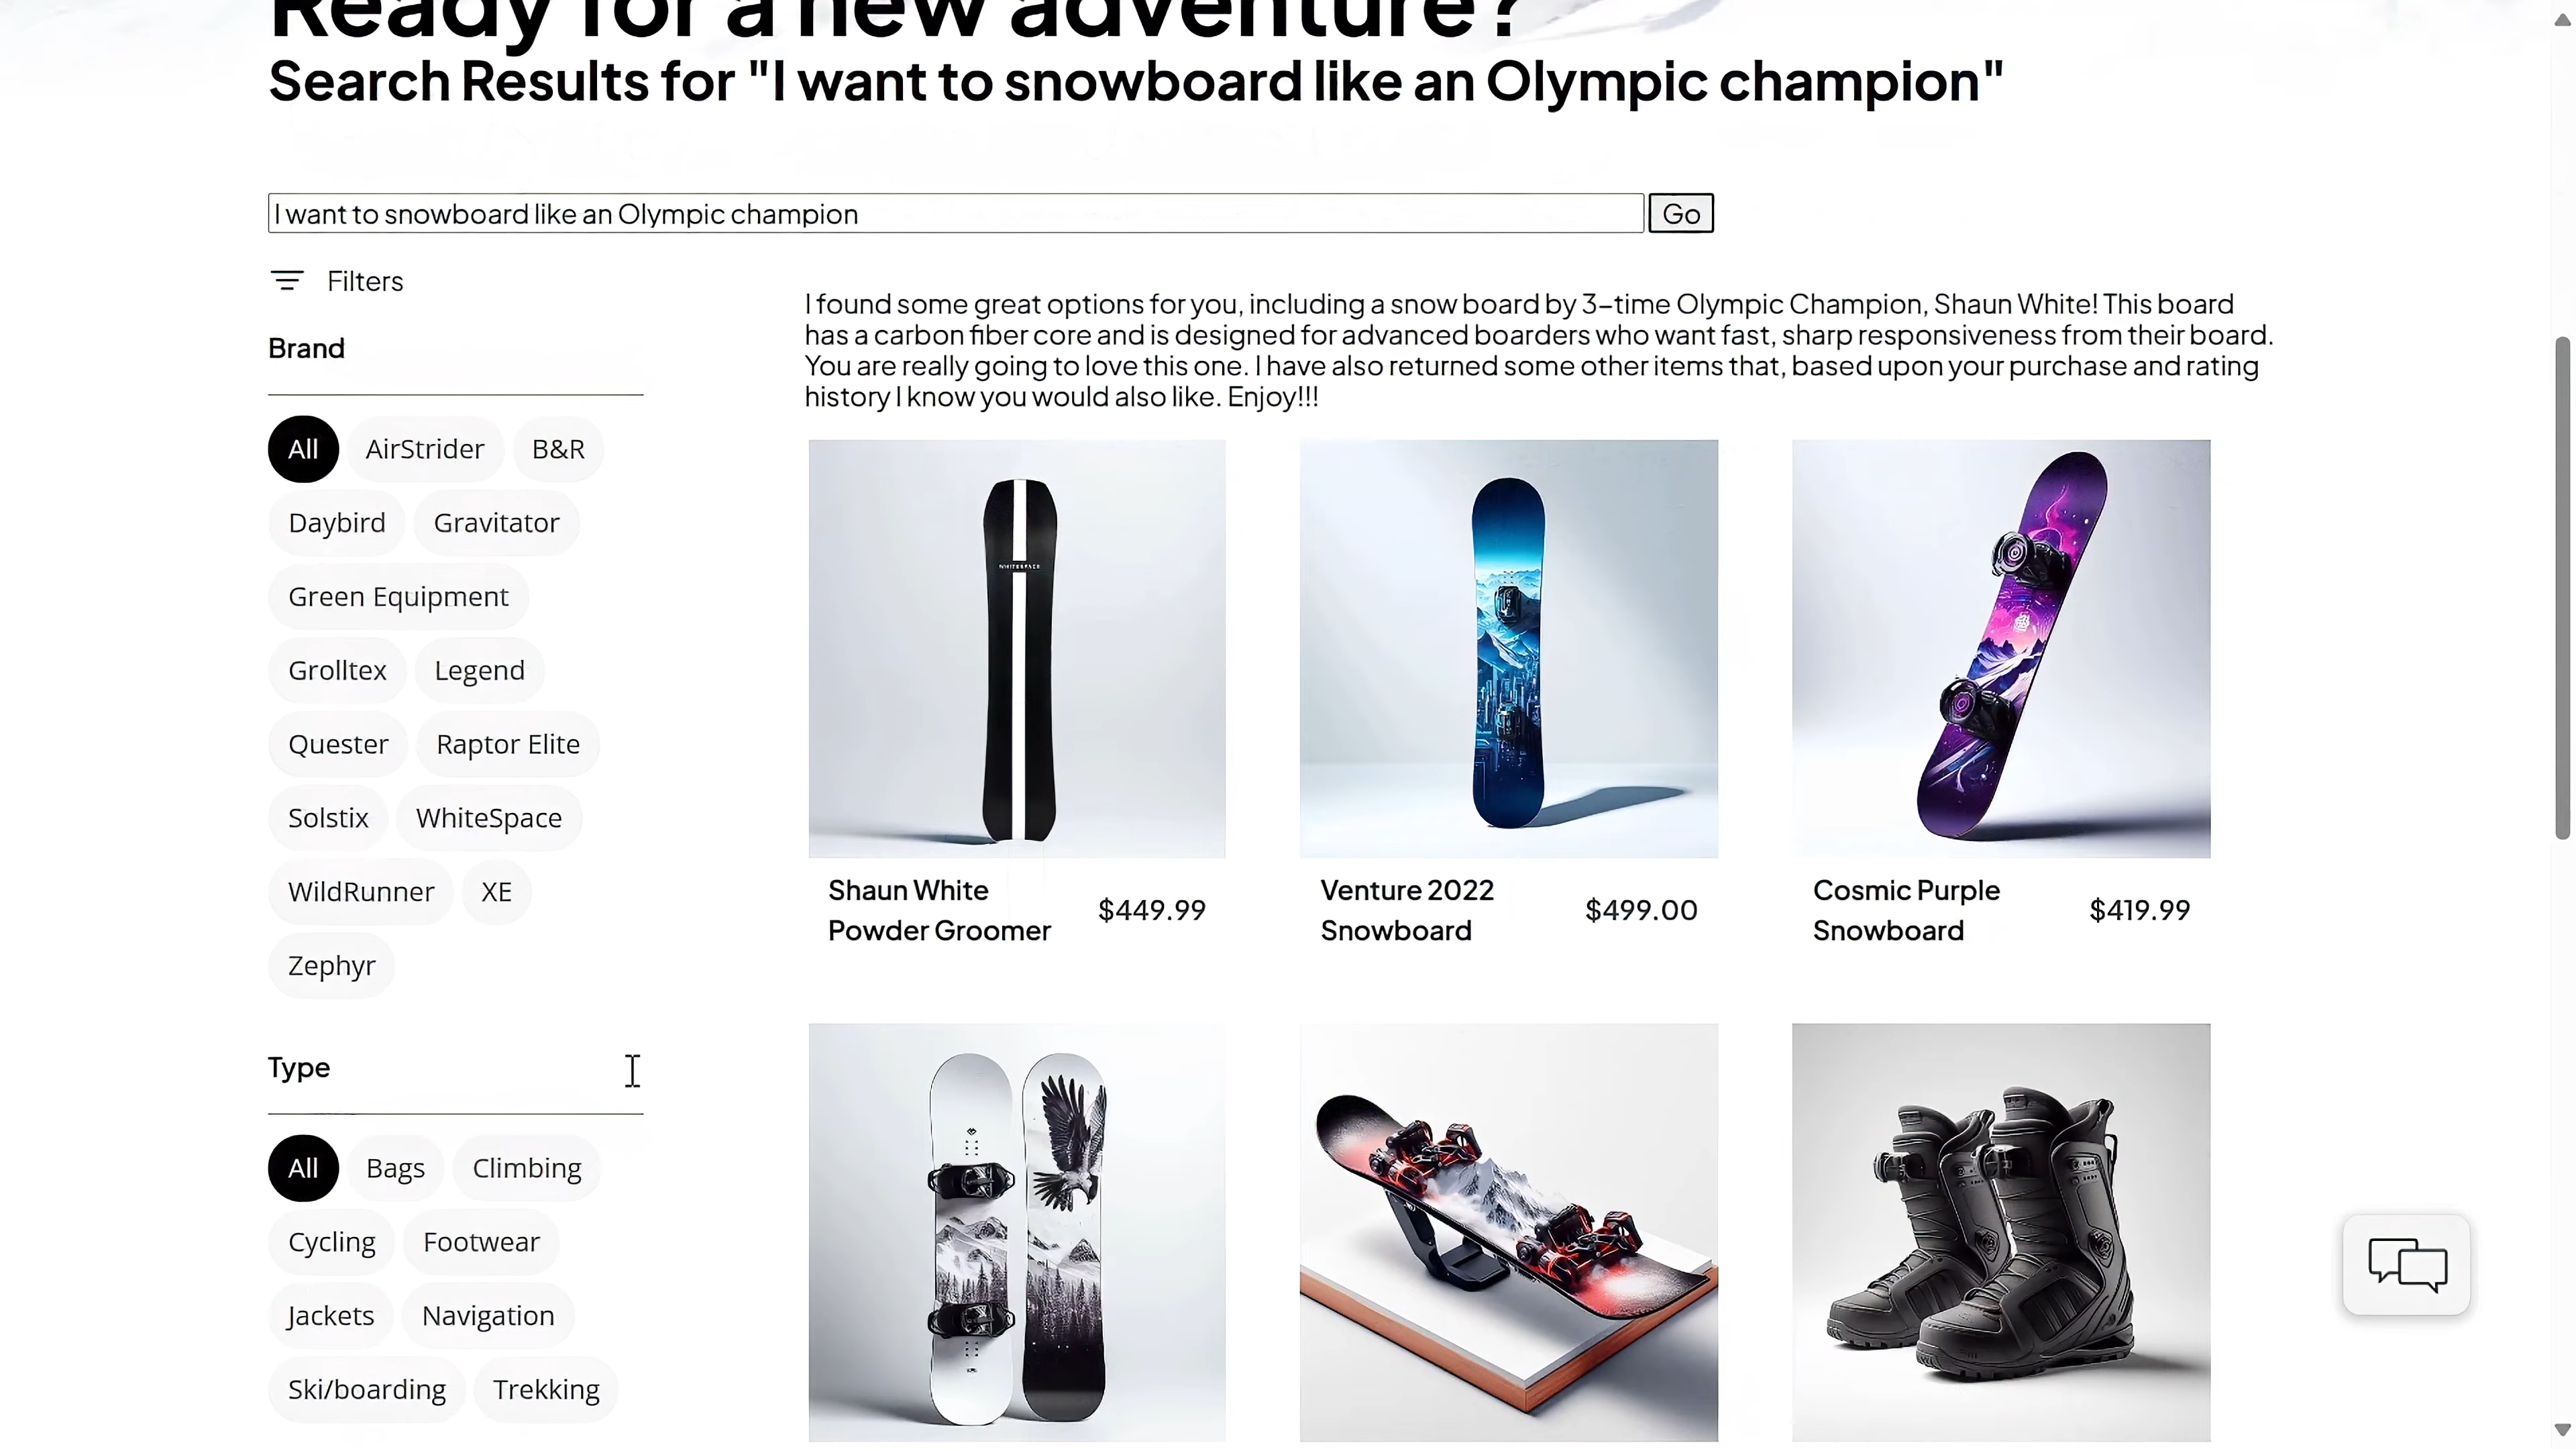 Ready for a new adventure?
Search Results for "I want to snowboard like an Olympic champion"
I want to snowboard like an Olympic champion
Go
Filters
Brand
All
AirStrider
B&R
Daybird
Gravitator
Green Equipment
Grolltex
Legend
Quester
Raptor Elite
Solstix
WhiteSpace
WildRunner
XE
Zephyr
Type
All
Bags
Climbing
Cycling
Footwear
Jackets
Navigation
Ski/boarding
Trekking
I found some great options for you, including a snow board by 3-time Olympic Champion, Shaun White! This board
has a carbon fiber core and is designed for advanced boarders who want fast, sharp responsiveness from their board.
You are really going to love this one. I have also returned some other items that, based upon your purchase and rating
history I know you would also like. Enjoy!!!
WHITESPACE
Shaun White
Powder Groomer
$449.99
Venture 2022
Snowboard
$499.00
Cosmic Purple
Snowboard
$419.99